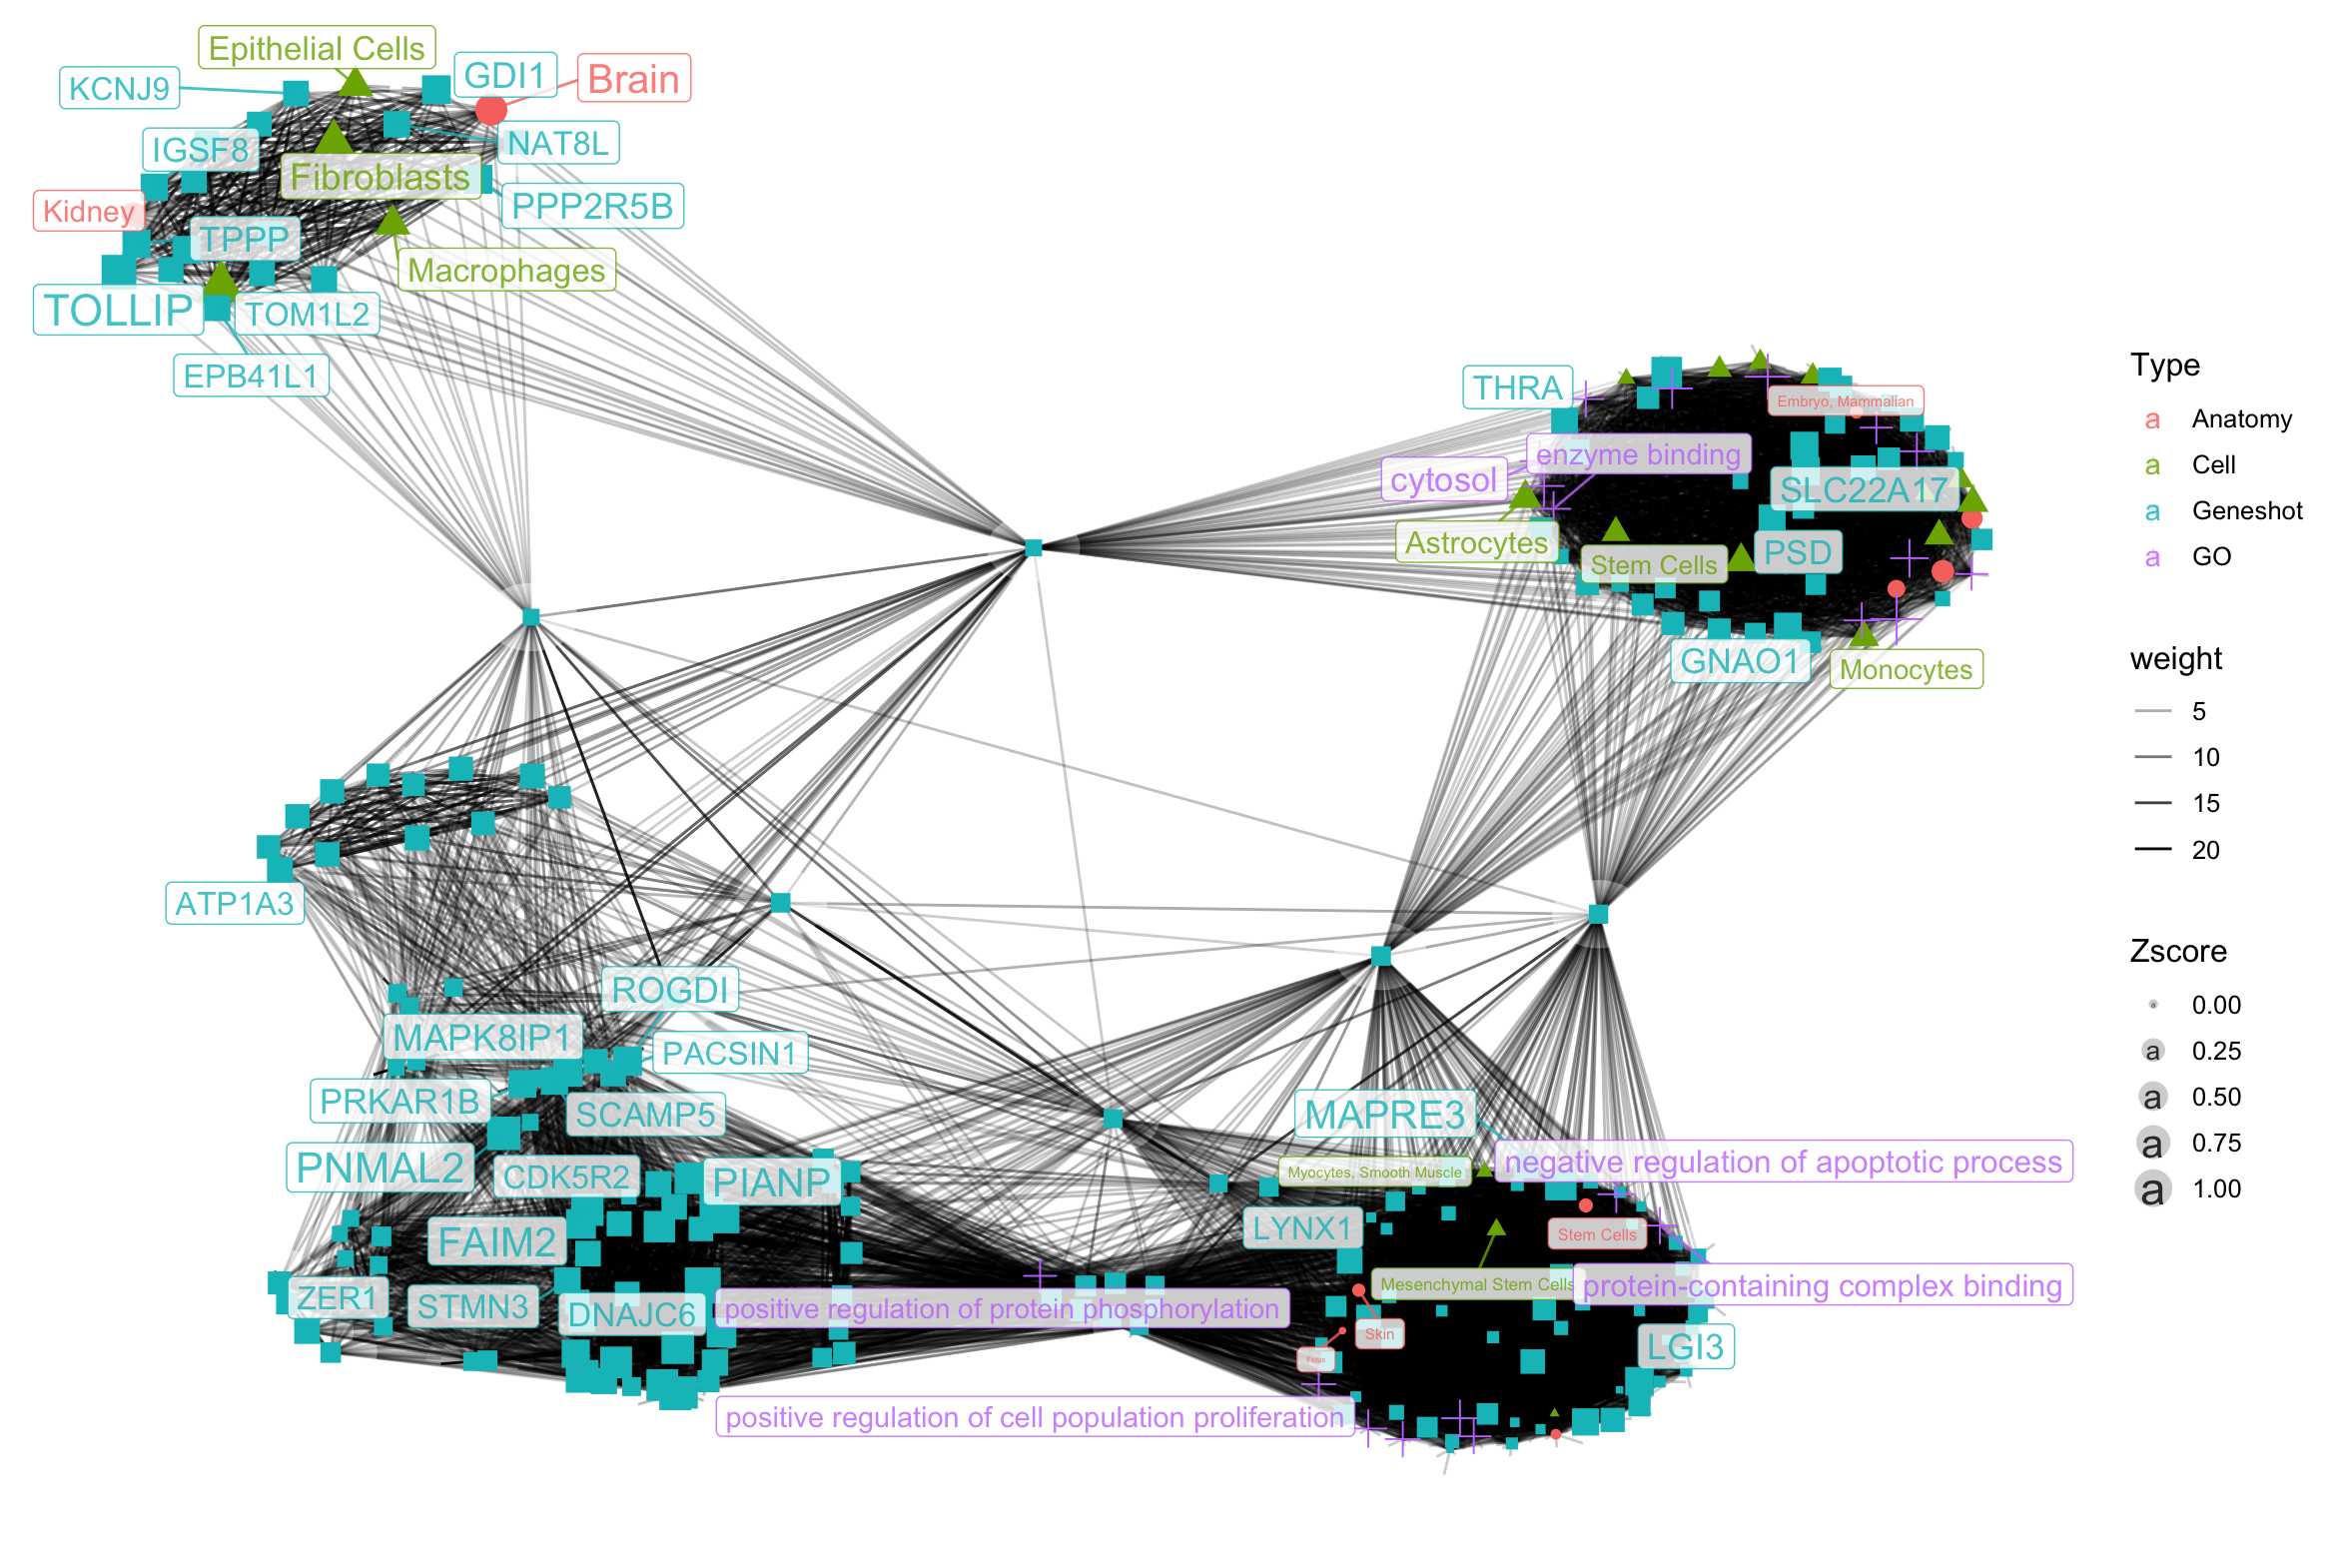 Epithelial Cells
GDI1
Brain
KCNJ9
IGSF8
NAT8L
Fibroblasts
PPP2R5B
Kidney
TPPP
Macrophages
TOLLIP
TOM1L2
EPB41L1
THRA
Embryo, Mammalian
enzyme binding
cytosol
SLC22A17
Astrocytes
Stem Cells
PSD
GNAO1
Monocytes
ATP1A3
ROGDI
MAPK8IP1
PACSIN1
PRKAR1B
SCAMP5
MAPRE3
PNMAL2
CDK5R2
PIANP
Myocytes, Smooth Muscle
negative regulation of apoptotic process
LYNX1
Stem Cells
FAIM2
Mesenchymal Stem Cells
protein-containing complex binding
ZER1
STMN3
DNAJC6
positive regulation of protein phosphorylation
Skin
LGI3
Fetus
positive regulation of cell population proliferation
Type
a Anatomy
a Cell
a Geneshot
a GO
weight
5
10
15
20
Zscore
a 0.00
a 0.25
a 0.50
a 0.75
a 1.00